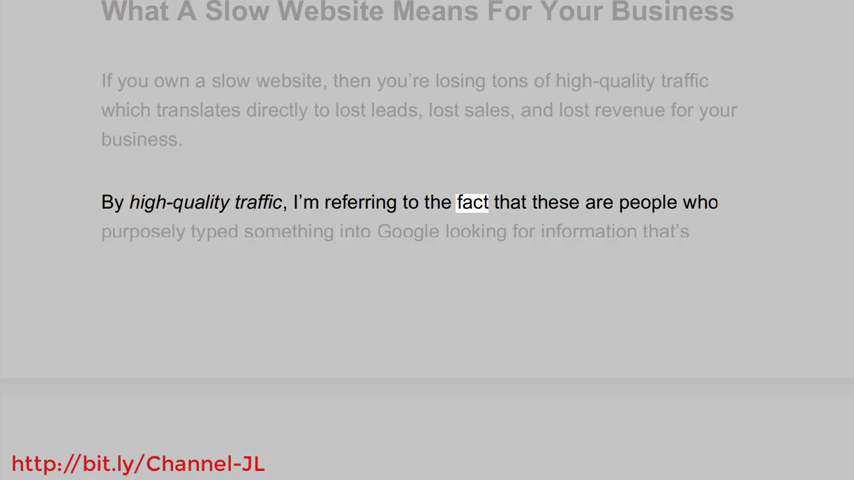 What A Slow Website Means For Your Business
If you own a slow website, then you’re losing tons of high-quality traffic
which translates directly to lost leads, lost sales, and lost revenue for your
business.
By high-quality traffic, I’m referring to the fact that these are people who
purposely typed something into Google looking for information that’s
http://bit.ly/Channel-JL